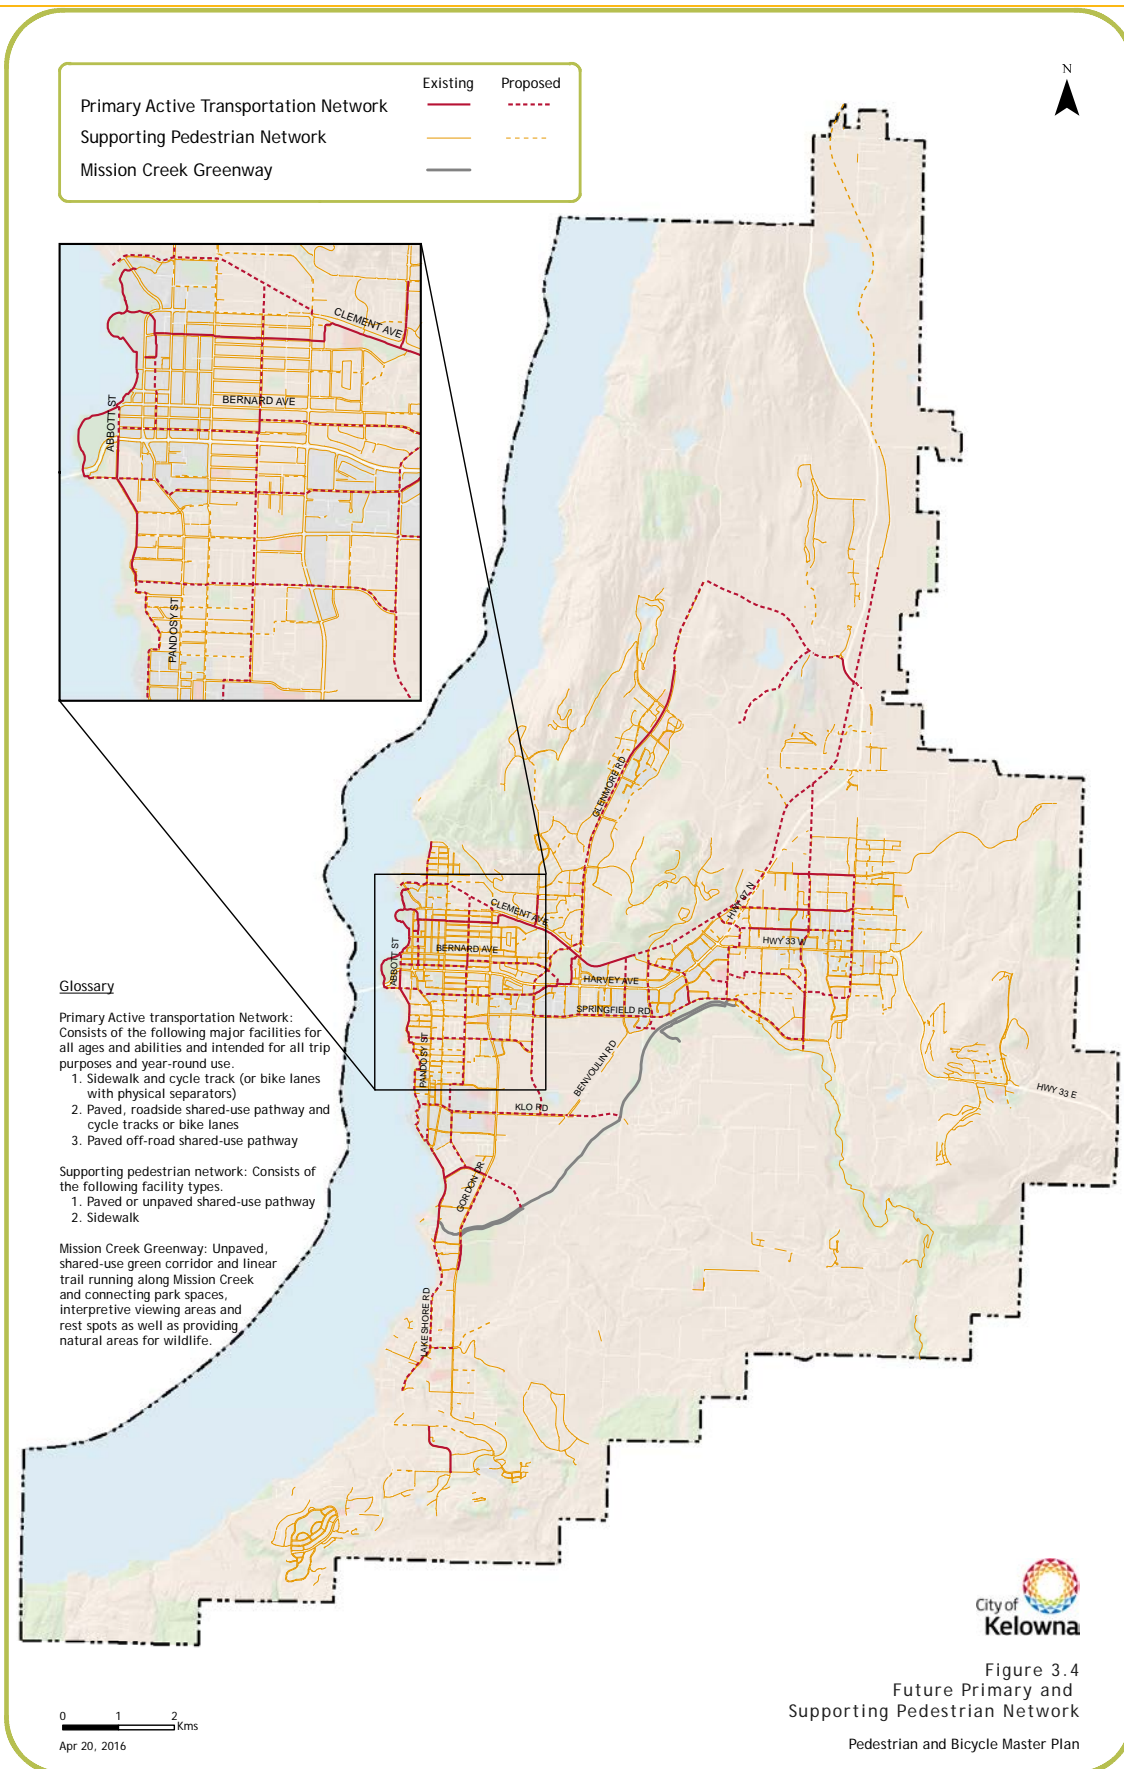 Existing Proposed
Primary Active Transportation Network
Supporting Pedestrian Network
Mission Creek Greenway
N
CLEMENT AVE
BERNARD AVE
ABBOTT ST
PANDOSY ST
GLENMORE RD
HWY 97 N
CLEMENT AVE
BERNARD AVE
ABBOTT ST
HWY 33 W
HARVEY AVE
SPRINGFIELD RD
PANDOSY ST
BENVOULIN RD
KLO RD
HWY 33 E
GORDON DR
LAKESHORE RD
Glossary
Primary Active transportation Network:
Consists of the following major facilities for
all ages and abilities and intended for all trip
purposes and year-round use.
1. Sidewalk and cycle track (or bike lanes
with physical separators)
2. Paved, roadside shared-use pathway and
cycle tracks or bike lanes
3. Paved off-road shared-use pathway
Supporting pedestrian network: Consists of
the following facility types.
1. Paved or unpaved shared-use pathway
2. Sidewalk
Mission Creek Greenway: Unpaved,
shared-use green corridor and linear
trail running along Mission Creek
and connecting park spaces,
interpretive viewing areas and
rest spots as well as providing
natural areas for wildlife.
City of
Kelowna
Figure 3.4
Future Primary and
Supporting Pedestrian Network
Pedestrian and Bicycle Master Plan
0 1 2
Kms
Apr 20, 2016